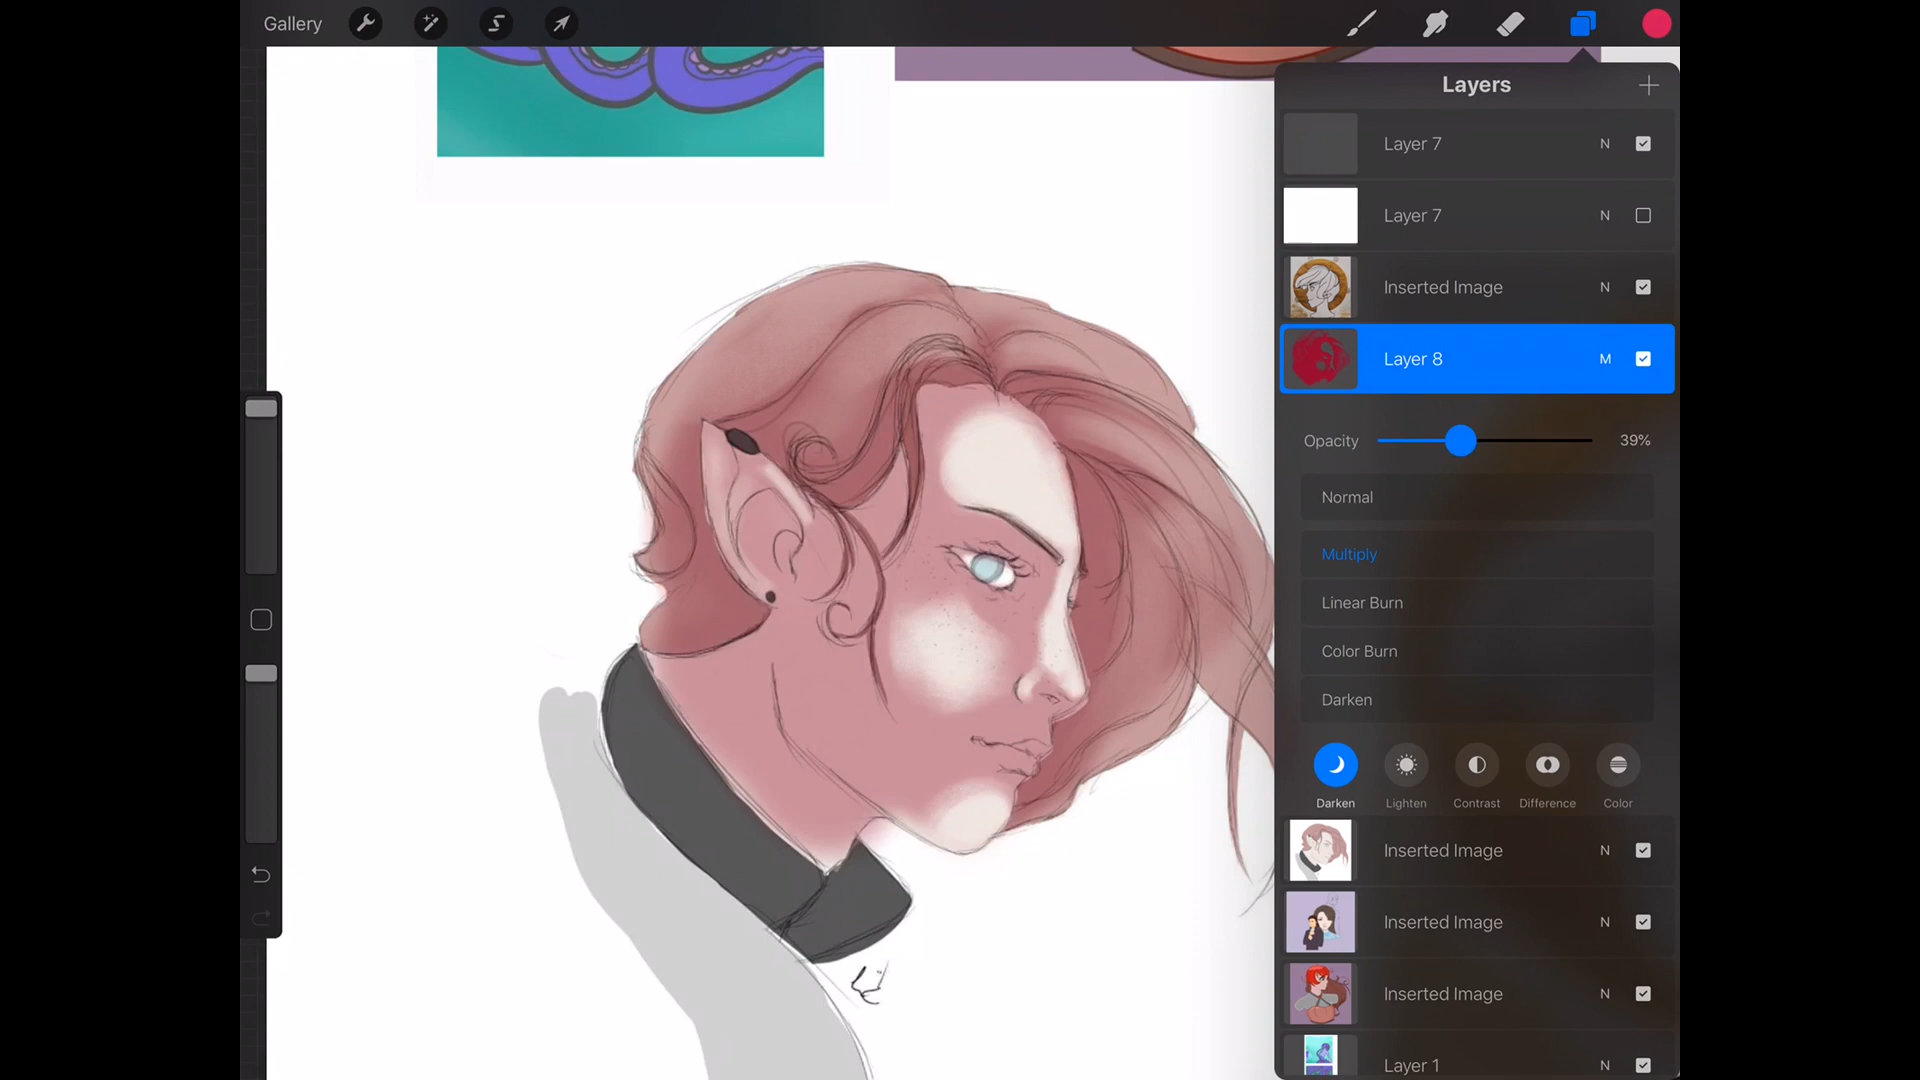 Gallery
Layers
Layer 7 N
Layer 7 N
Inserted Image N
Layer 8 M
Opacity 39%
Normal
Multiply
Linear Burn
Color Burn
Darken
Darken Lighten Contrast Difference Color
Inserted Image N
Inserted Image N
Inserted Image N
Layer 1 N